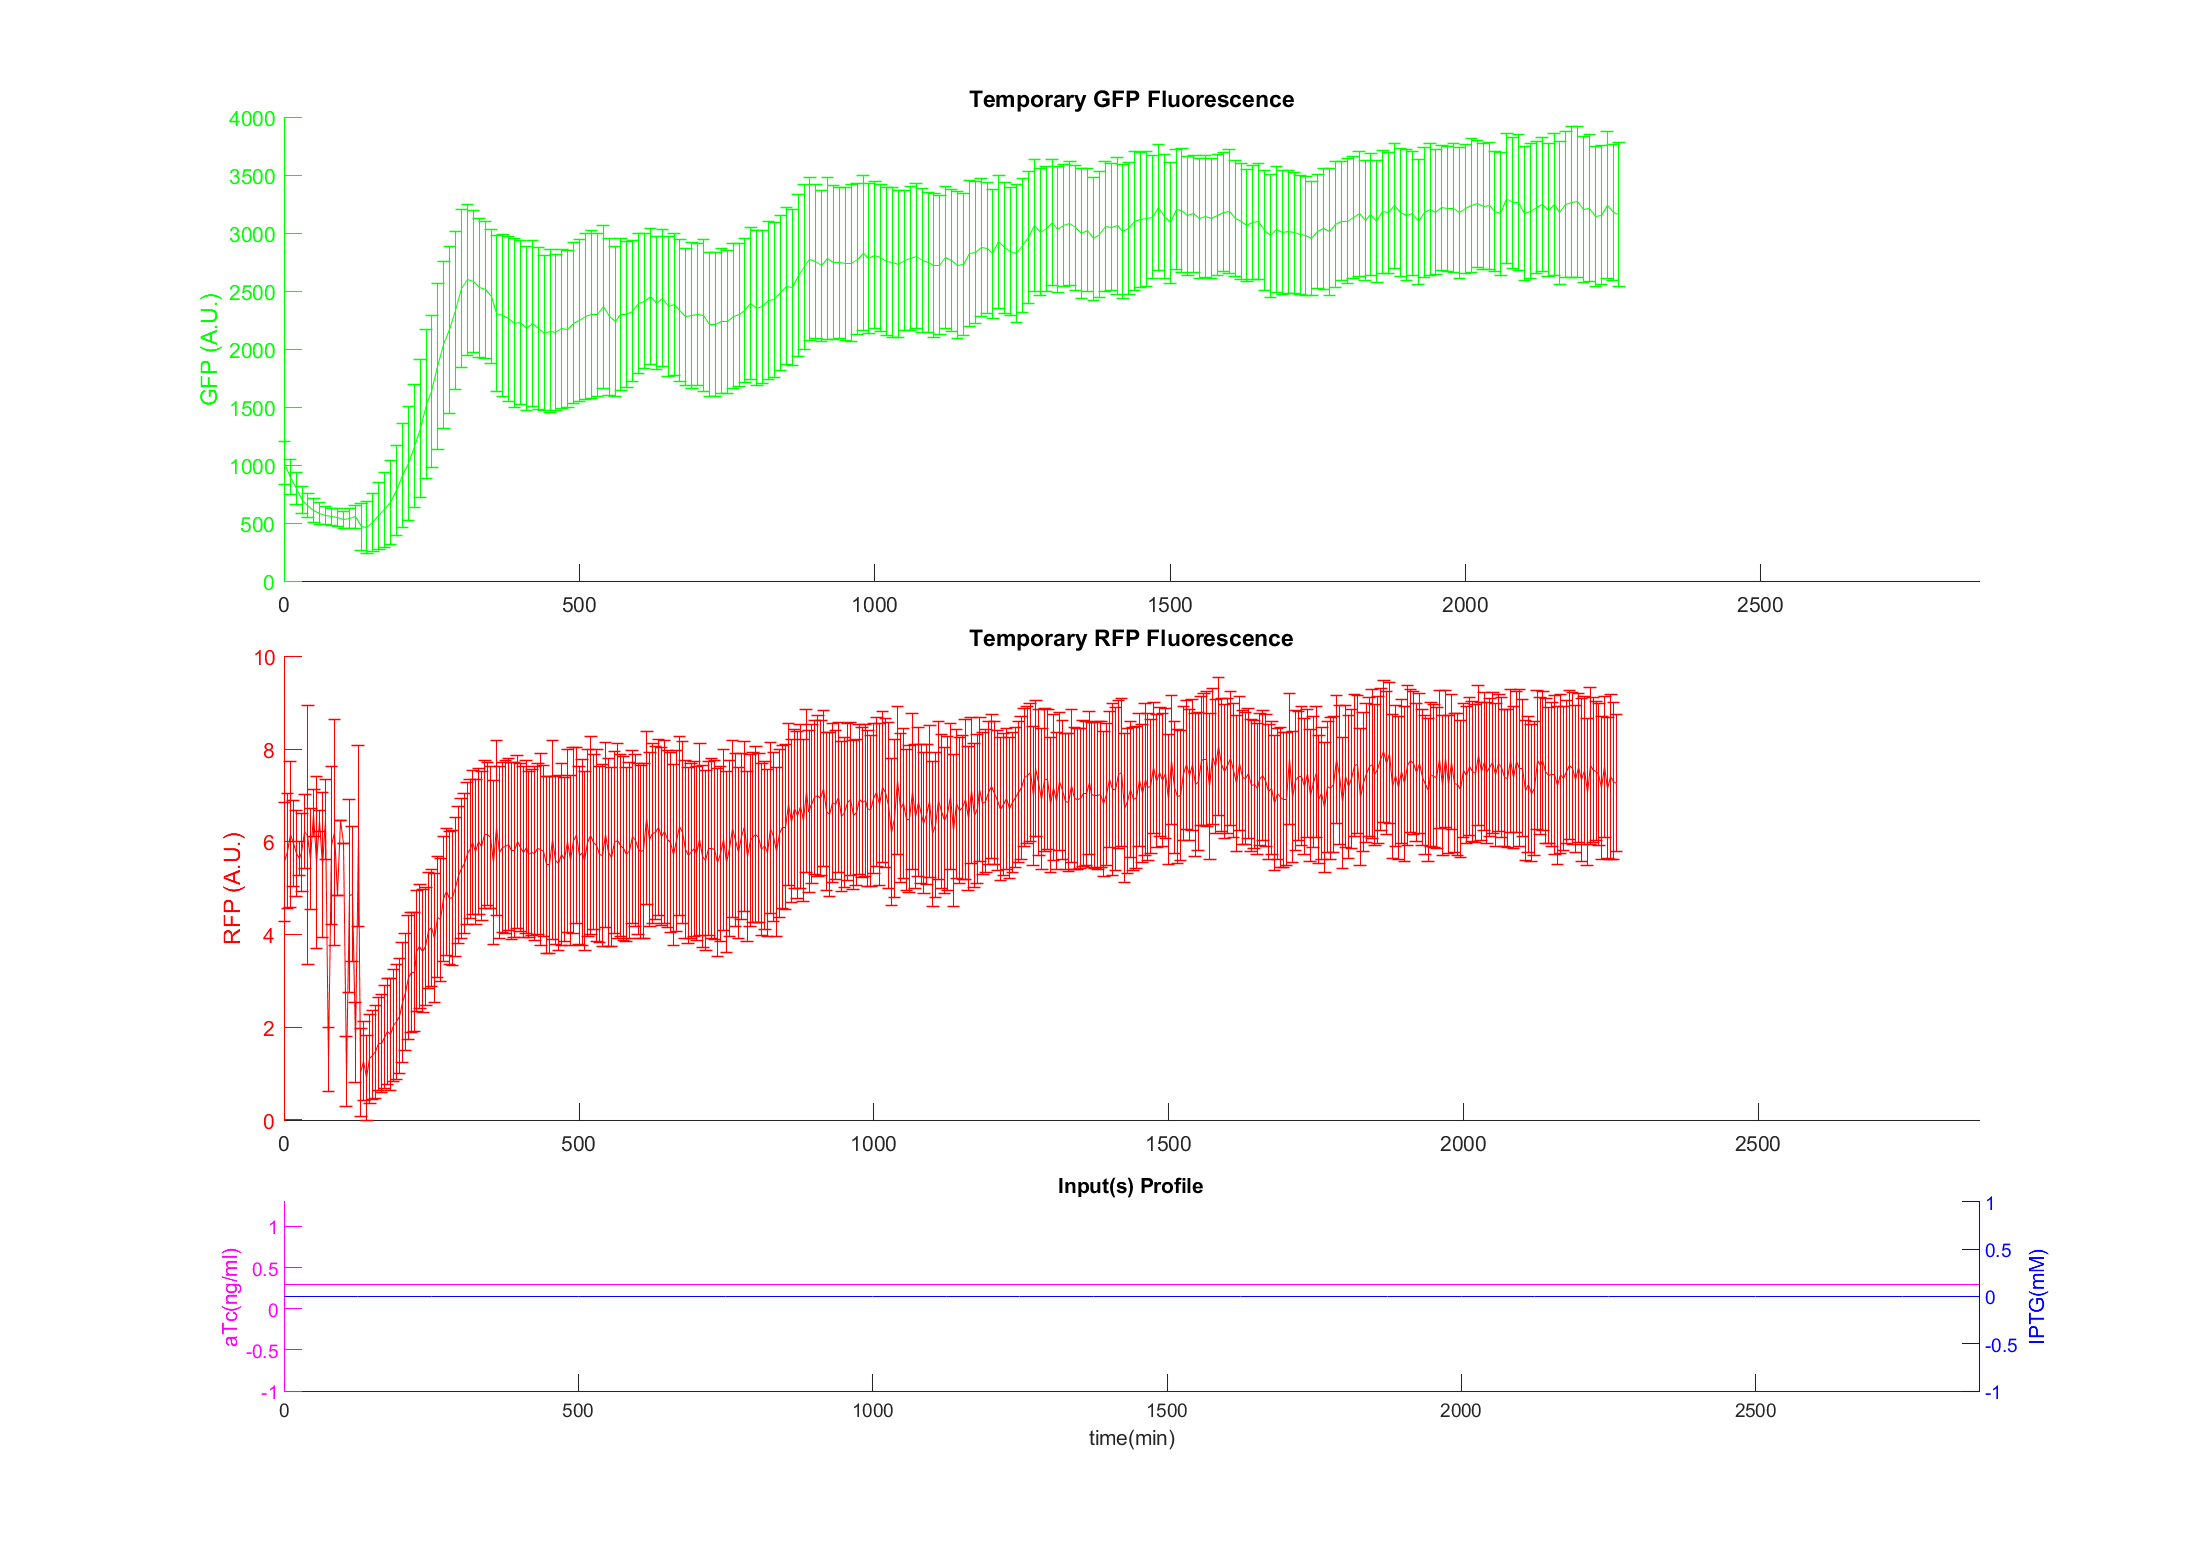 Temporary GFP Fluorescence
4000
3500
3000
2500
2000
1500
1000
500
0
GFP (A.U.)
0 500 1000 1500 2000 2500
Temporary RFP Fluorescence
10
8
6
4
2
0
RFP (A.U.)
0 500 1000 1500 2000 2500
Input(s) Profile
1
0.5
0
-0.5
-1
aTc(ng/ml)
1
0.5
0
-0.5
-1
IPTG(mM)
0 500 1000 1500 2000 2500
time(min)